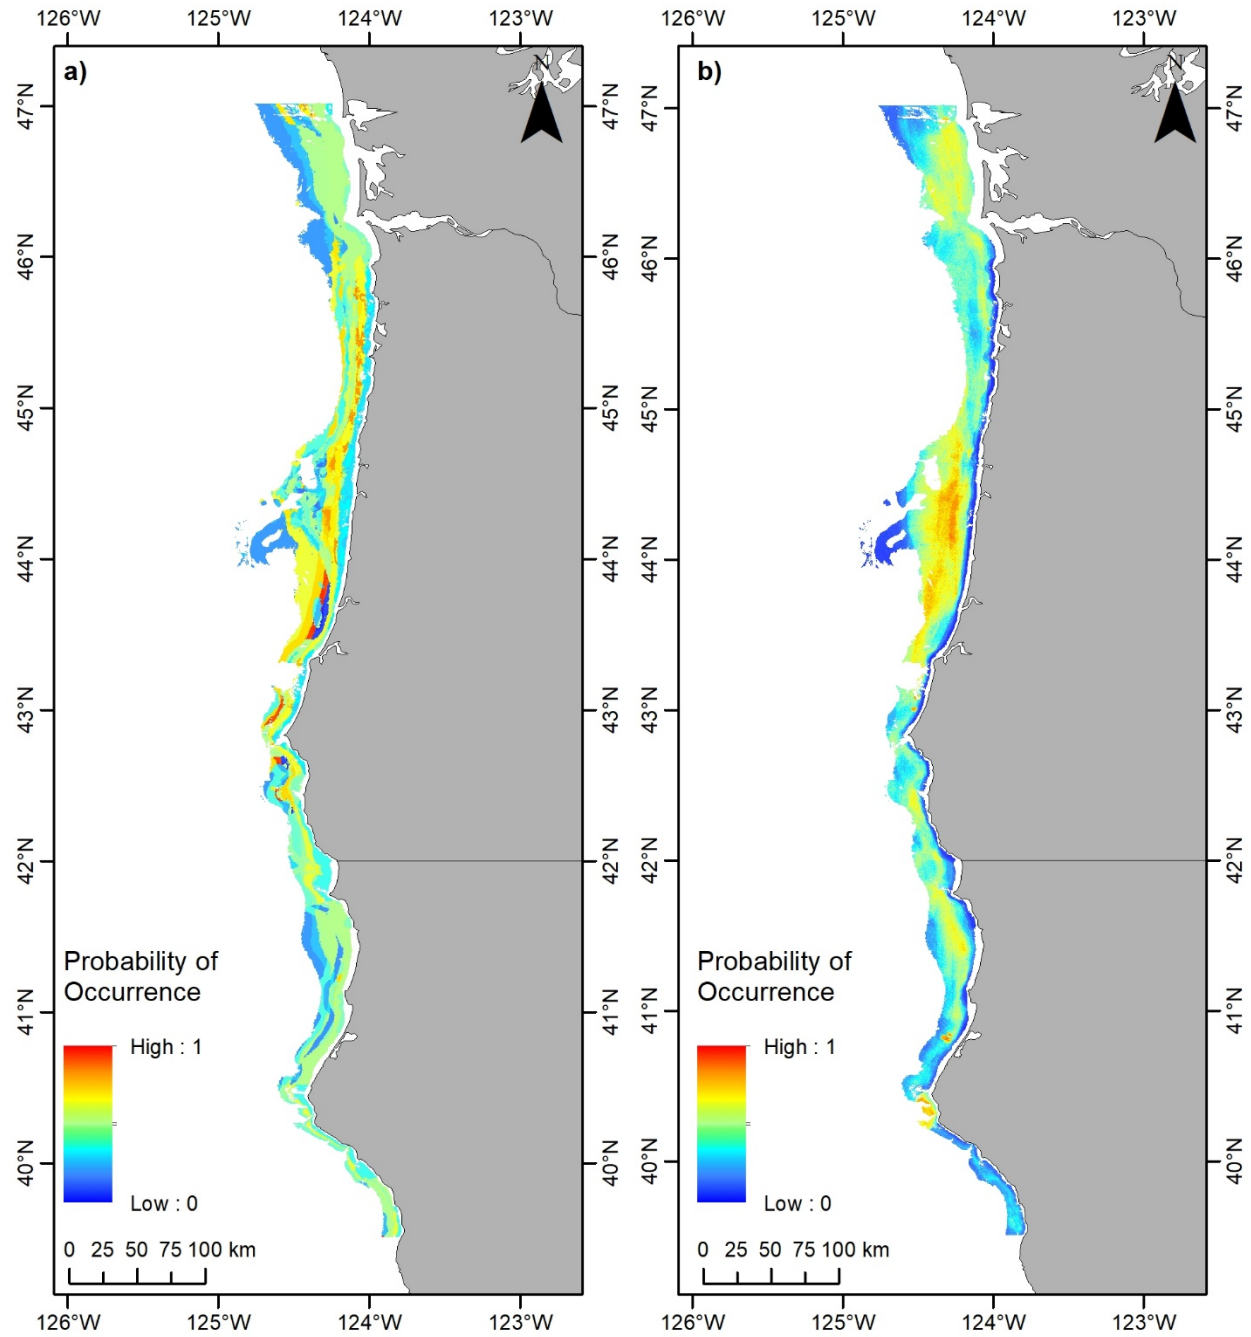 126°W 125°W 124°W 123°W 126°W 125°W 124°W 123°W
a) N b) N
47°N 47°N 47°N 47°N
46°N 46°N 46°N 46°N
45°N 45°N 45°N 45°N
44°N 44°N 44°N 44°N
43°N 43°N 43°N 43°N
42°N 42°N 42°N 42°N
41°N 41°N 41°N 41°N
40°N 40°N 40°N 40°N
Probability of
Occurrence
High : 1
Low : 0
0 25 50 75 100 km
Probability of
Occurrence
High : 1
Low : 0
0 25 50 75 100 km
126°W 125°W 124°W 123°W 126°W 125°W 124°W 123°W